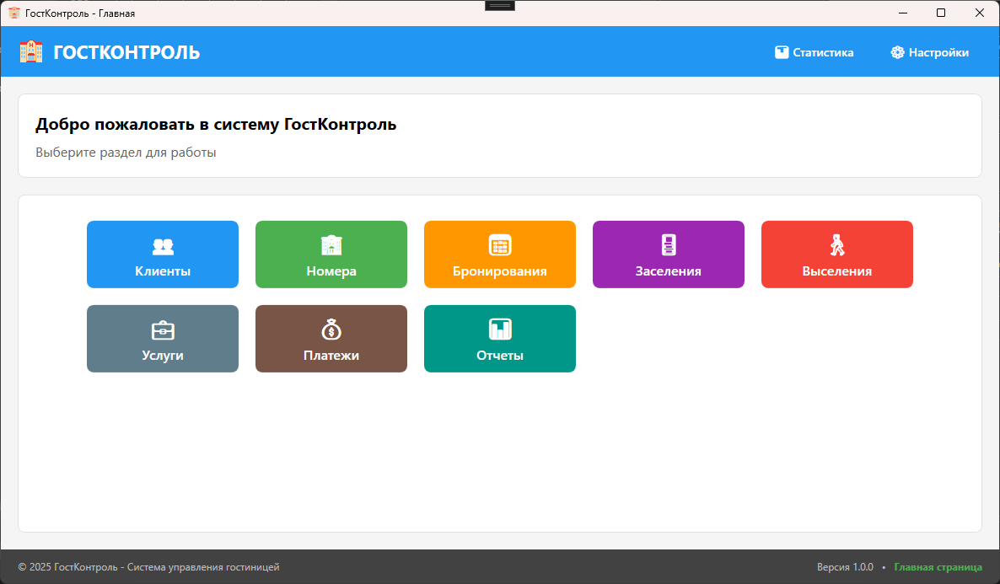 ГостКонтроль - Главная
ГОСТКОНТРОЛЬ
Статистика
Настройки
Добро пожаловать в систему ГостКонтроль
Выберите раздел для работы
Клиенты
Номера
Бронирования
Заселения
Выселения
Услуги
Платежи
Отчеты
© 2025 ГостКонтроль - Система управления гостиницей
Версия 1.0.0 • Главная страница